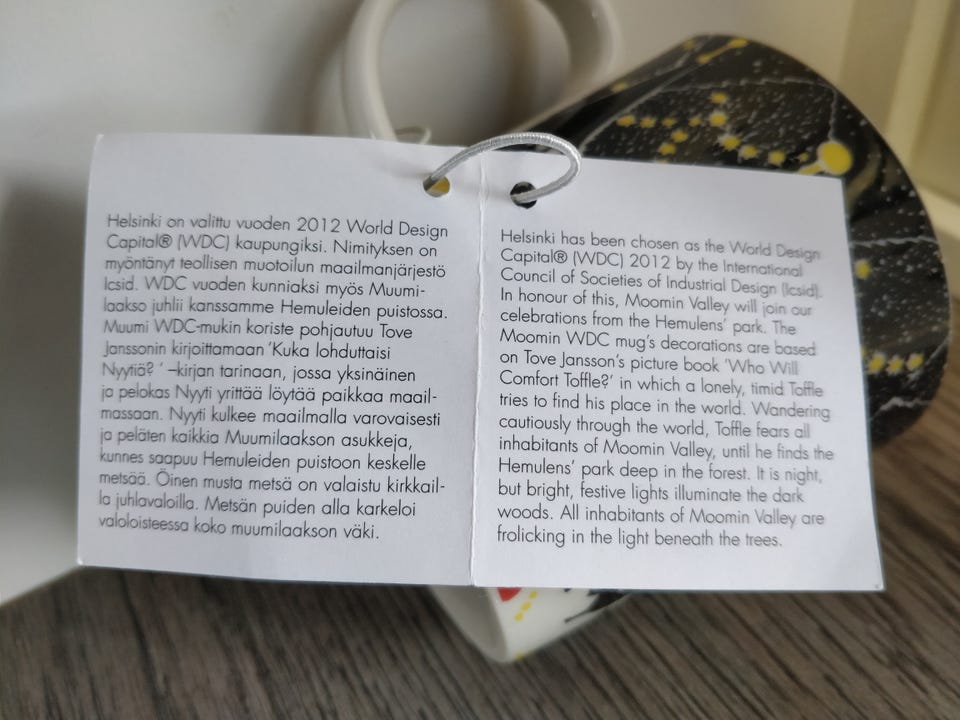 Helsinki on valittu vuoden 2012 World Design
Capital® (WDC) kaupungiksi. Nimityksen on
myöntänyt teollisen muotoilun maailmanjärjestö
Icsid. WDC vuoden kunniaksi myös Muumi-
laakso juhlii kanssamme Hemuleiden puistossa.
Muumi WDC-mukin koriste pohjautuu Tove
Janssonin kirjoittamaan ‘Kuka lohduttaisi
Nyytiä? ’ –kirjan tarinaan, jossa yksinäinen
ja pelokas Nyyti yrittää löytää paikkaa maail-
massaan. Nyyti kulkee maailmalla varovaisesti
ja peläten kaikkia Muumilaakson asukkeja,
kunnes saapuu Hemuleiden puistoon keskelle
metsää. Öinen musta metsä on valaistu kirkkail-
la juhlavaloilla. Metsän puiden alla karkeloi
valoloisteessa koko muumilaakson väki.
Helsinki has been chosen as the World Design
Capital® (WDC) 2012 by the International
Council of Societies of Industrial Design (Icsid).
In honour of this, Moomin Valley will join our
celebrations from the Hemulens’ park. The
Moomin WDC mug’s decorations are based
on Tove Jansson’s picture book ‘Who Will
Comfort Toffle?’ in which a lonely, timid Toffle
tries to find his place in the world. Wandering
cautiously through the world, Toffle fears all
inhabitants of Moomin Valley, until he finds the
Hemulens’ park deep in the forest. It is night,
but bright, festive lights illuminate the dark
woods. All inhabitants of Moomin Valley are
frolicking in the light beneath the trees.